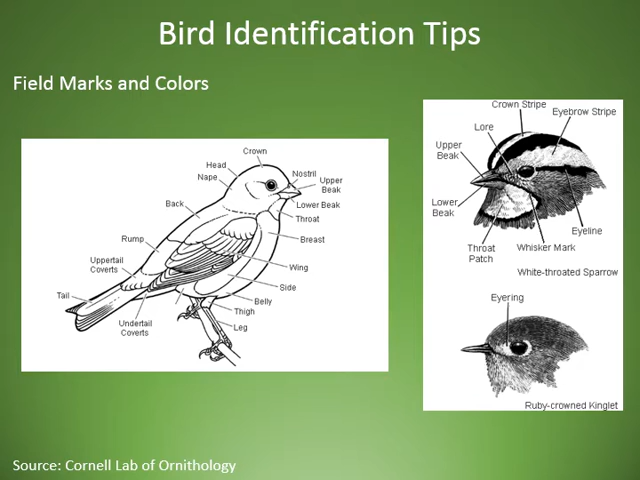 Bird Identification Tips
Field Marks and Colors
Crown
Head
Nape
Nostril
Upper
Beak
Lower Beak
Throat
Back
Breast
Rump
Wing
Uppertail
Coverts
Side
Tail
Belly
Thigh
Undertail
Coverts
Leg
Crown Stripe
Eyebrow Stripe
Lore
Upper
Beak
Lower
Beak
Eyeline
Throat
Patch
Whisker Mark
White-throated Sparrow
Eyering
Ruby-crowned Kinglet
Source: Cornell Lab of Ornithology